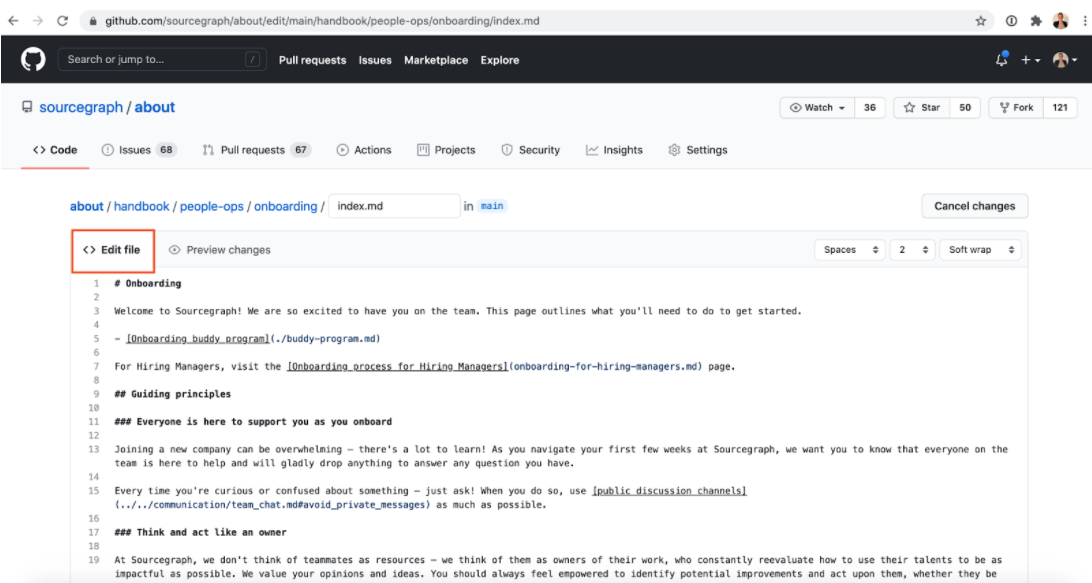 github.com/sourcegraph/about/edit/main/handbook/people-ops/onboarding/index.md
Search or jump to... / Pull requests Issues Marketplace Explore
sourcegraph / about Watch 36 Star 50 Fork 121
Code Issues 68 Pull requests 67 Actions Projects Security Insights Settings
about / handbook / people-ops / onboarding / index.md in main Cancel changes
<> Edit file Preview changes Spaces 2 Soft wrap
1 # Onboarding
2
3 Welcome to Sourcegraph! We are so excited to have you on the team. This page outlines what you'll need to do to get started.
4
5 - [Onboarding buddy program](./buddy-program.md)
6
7 For Hiring Managers, visit the [Onboarding process for Hiring Managers](onboarding-for-hiring-managers.md) page.
8
9 ## Guiding principles
10
11 ### Everyone is here to support you as you onboard
12
13 Joining a new company can be overwhelming — there's a lot to learn! As you navigate your first few weeks at Sourcegraph, we want you to know that everyone on the
team is here to help and will gladly drop anything to answer any question you have.
14
15 Every time you're curious or confused about something — just ask! When you do so, use [public discussion channels]
(../../communication/team_chat.md#avoid_private_messages) as much as possible.
16
17 ### Think and act like an owner
18
19 At Sourcegraph, we don't think of teammates as resources — we think of them as owners of their work, who constantly reevaluate how to use their talents to be as
impactful as possible. We value your opinions and ideas. You should always feel empowered to identify potential improvements and act upon them, whether they be